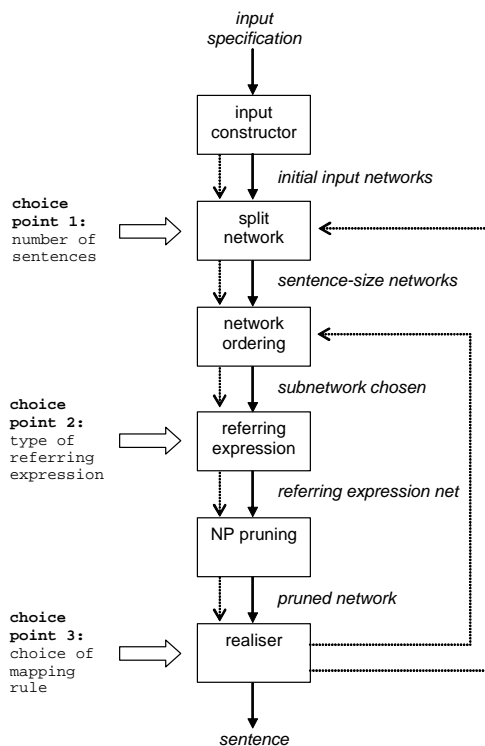 input
specification
input
constructor
initial input networks
choice
point 1:
number of
sentences
split
network
sentence-size networks
network
ordering
subnetwork chosen
choice
point 2:
type of
referring
expression
referring
expression
referring expression net
NP pruning
pruned network
choice
point 3:
choice of
mapping
rule
realiser
sentence